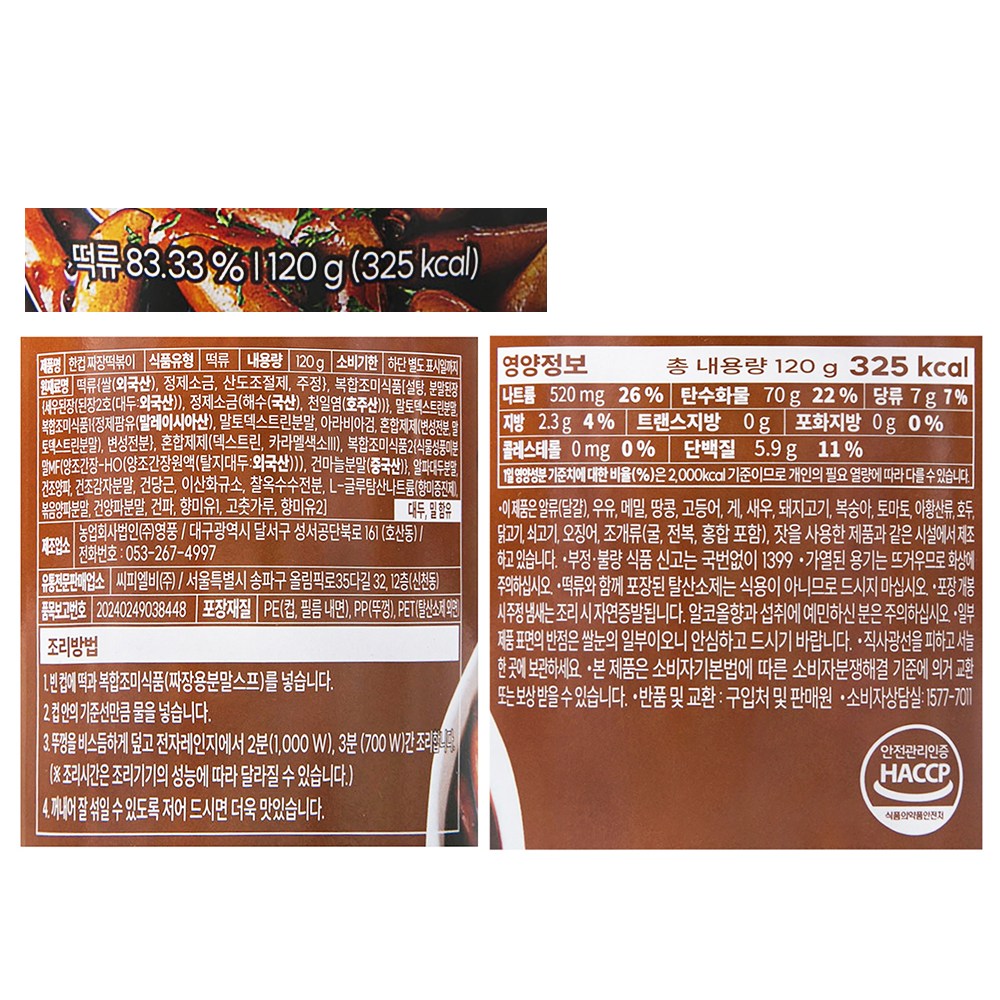 떡류 83.33 % | 120 g (325 kcal)
제품명 한컵 짜장떡볶이 식품유형 떡류 내용량 120 g 소비기한 하단 별도 표시일까지
원재료명 떡류{쌀(외국산), 정제소금, 산도조절제, 주정}, 복합조미식품[설탕, 분말된장
{새우된장(된장2호(대두:외국산)), 정제소금(해수(국산), 천일염(호주산))}, 말토덱스트린분말,
복합조미식품1{정제팜유(말레이시아산), 말토덱스트린분말, 아라비아검, 혼합제제(변성전분, 말
토덱스트린분말), 변성전분}, 혼합제제(덱스트린, 카라멜색소III), 복합조미식품2{식물성풍미분
말MF(양조간장-HO(양조간장원액(탈지대두:외국산)))}, 건마늘분말(중국산)}, 알파대두분말,
건조양파, 건조감자분말, 건당근, 이산화규소, 찰옥수수전분, L-글루탐산나트륨(향미증진제),
볶음양파분말, 건양파분말, 건파, 향미유1, 고춧가루, 향미유2] 대두, 밀 함유
제조업소 농업회사법인(주)영풍 / 대구광역시 달서구 성서공단북로 161 (호산동) /
전화번호 : 053-267-4997
유통전문판매업소 씨피엘비(주) / 서울특별시 송파구 올림픽로35다길 32, 12층(신천동)
품목보고번호 20240249038448 포장재질 PE(컵, 필름 내면), PP(뚜껑), PET(탈산소제 외면)
조리방법
1. 빈 컵에 떡과 복합조미식품(짜장용분말스프)를 넣습니다.
2. 컵 안의 기준선만큼 물을 넣습니다.
3. 뚜껑을 비스듬하게 덮고 전자레인지에서 2분(1,000 W), 3분 (700 W)간 조리합니다.
(※ 조리시간은 조리기기의 성능에 따라 달라질 수 있습니다.)
4. 꺼내어 잘 섞일 수 있도록 저어 드시면 더욱 맛있습니다.
영양정보 총 내용량 120 g 325 kcal
나트륨 520 mg 26 % 탄수화물 70 g 22 % 당류 7 g 7 %
지방 2.3 g 4 % 트랜스지방 0 g 포화지방 0 g 0 %
콜레스테롤 0 mg 0 % 단백질 5.9 g 11 %
1일 영양성분 기준치에 대한 비율(%)은 2,000kcal 기준이므로 개인의 필요 열량에 따라 다를 수 있습니다.
•이 제품은 알류(달걀), 우유, 메밀, 땅콩, 고등어, 게, 새우, 돼지고기, 복숭아, 토마토, 아황산류, 호두,
닭고기, 쇠고기, 오징어, 조개류(굴, 전복, 홍합 포함), 잣을 사용한 제품과 같은 시설에서 제조
하고 있습니다. •부정·불량 식품 신고는 국번없이 1399 •가열된 용기는 뜨거우므로 화상에
주의하십시오. •떡류와 함께 포장된 탈산소제는 식용이 아니므로 드시지 마십시오. •포장 개봉
시 주정 냄새는 조리 시 자연증발됩니다. 알코올향과 섭취에 예민하신 분은 주의하십시오. •일부
제품 표면의 반점은 쌀눈의 일부이오니 안심하고 드시기 바랍니다. •직사광선을 피하고 서늘
한 곳에 보관하세요. •본 제품은 소비자기본법에 따른 소비자분쟁해결 기준에 의거 교환
또는 보상 받을 수 있습니다. •반품 및 교환 : 구입처 및 판매원 •소비자상담실: 1577-7011
안전관리인증
HACCP
식품의약품안전처